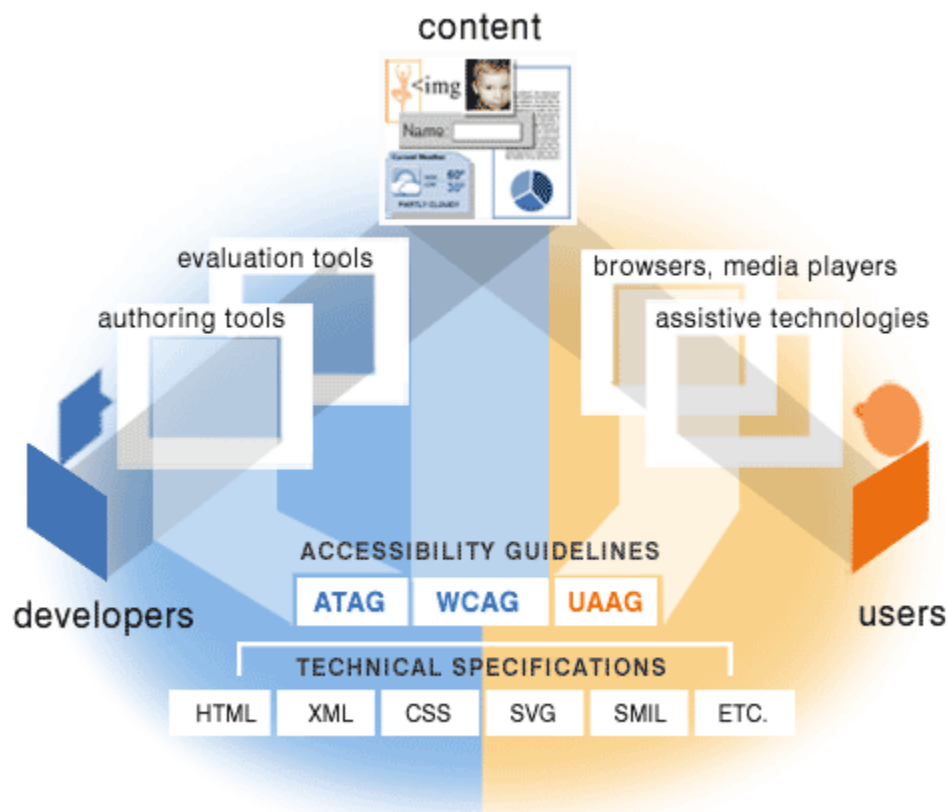 content
<img
Name:
Current Weather
60°
30°
PARTLY CLOUDY
evaluation tools
browsers, media players
authoring tools
assistive technologies
ACCESSIBILITY GUIDELINES
ATAG WCAG UAAG
developers
users
TECHNICAL SPECIFICATIONS
HTML XML CSS SVG SMIL ETC.